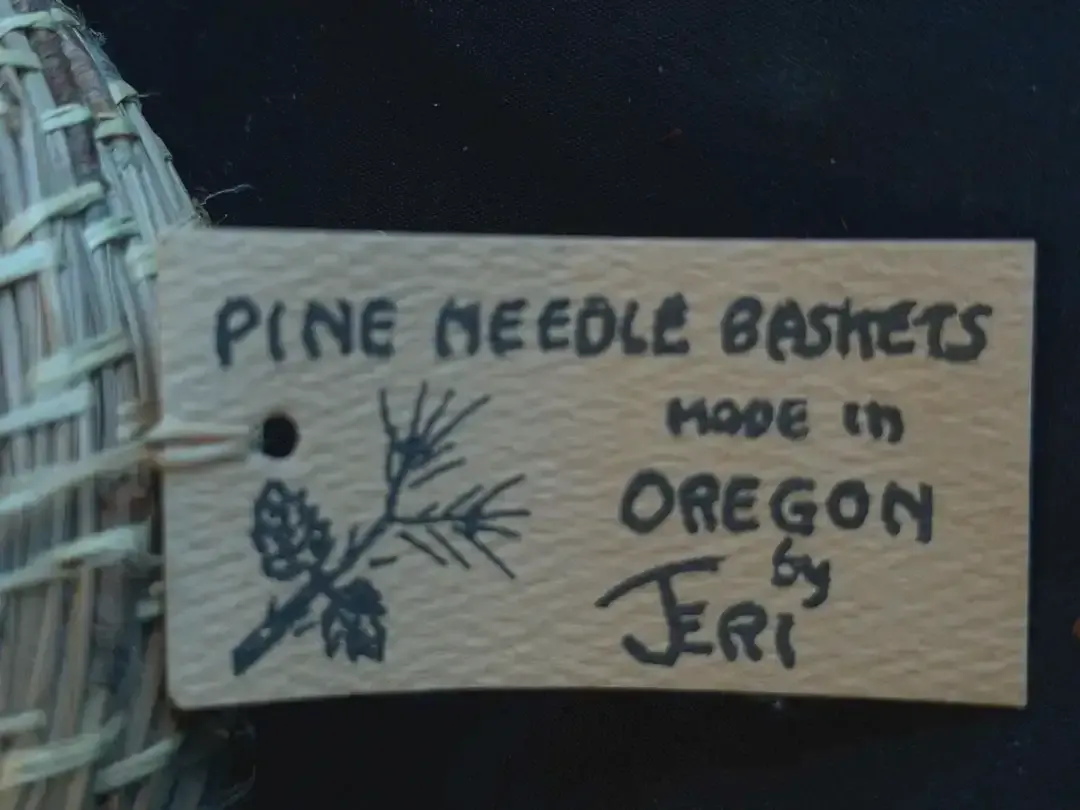 PINE NEEDLE BASKETS
MADE in
OREGON
by
JERI